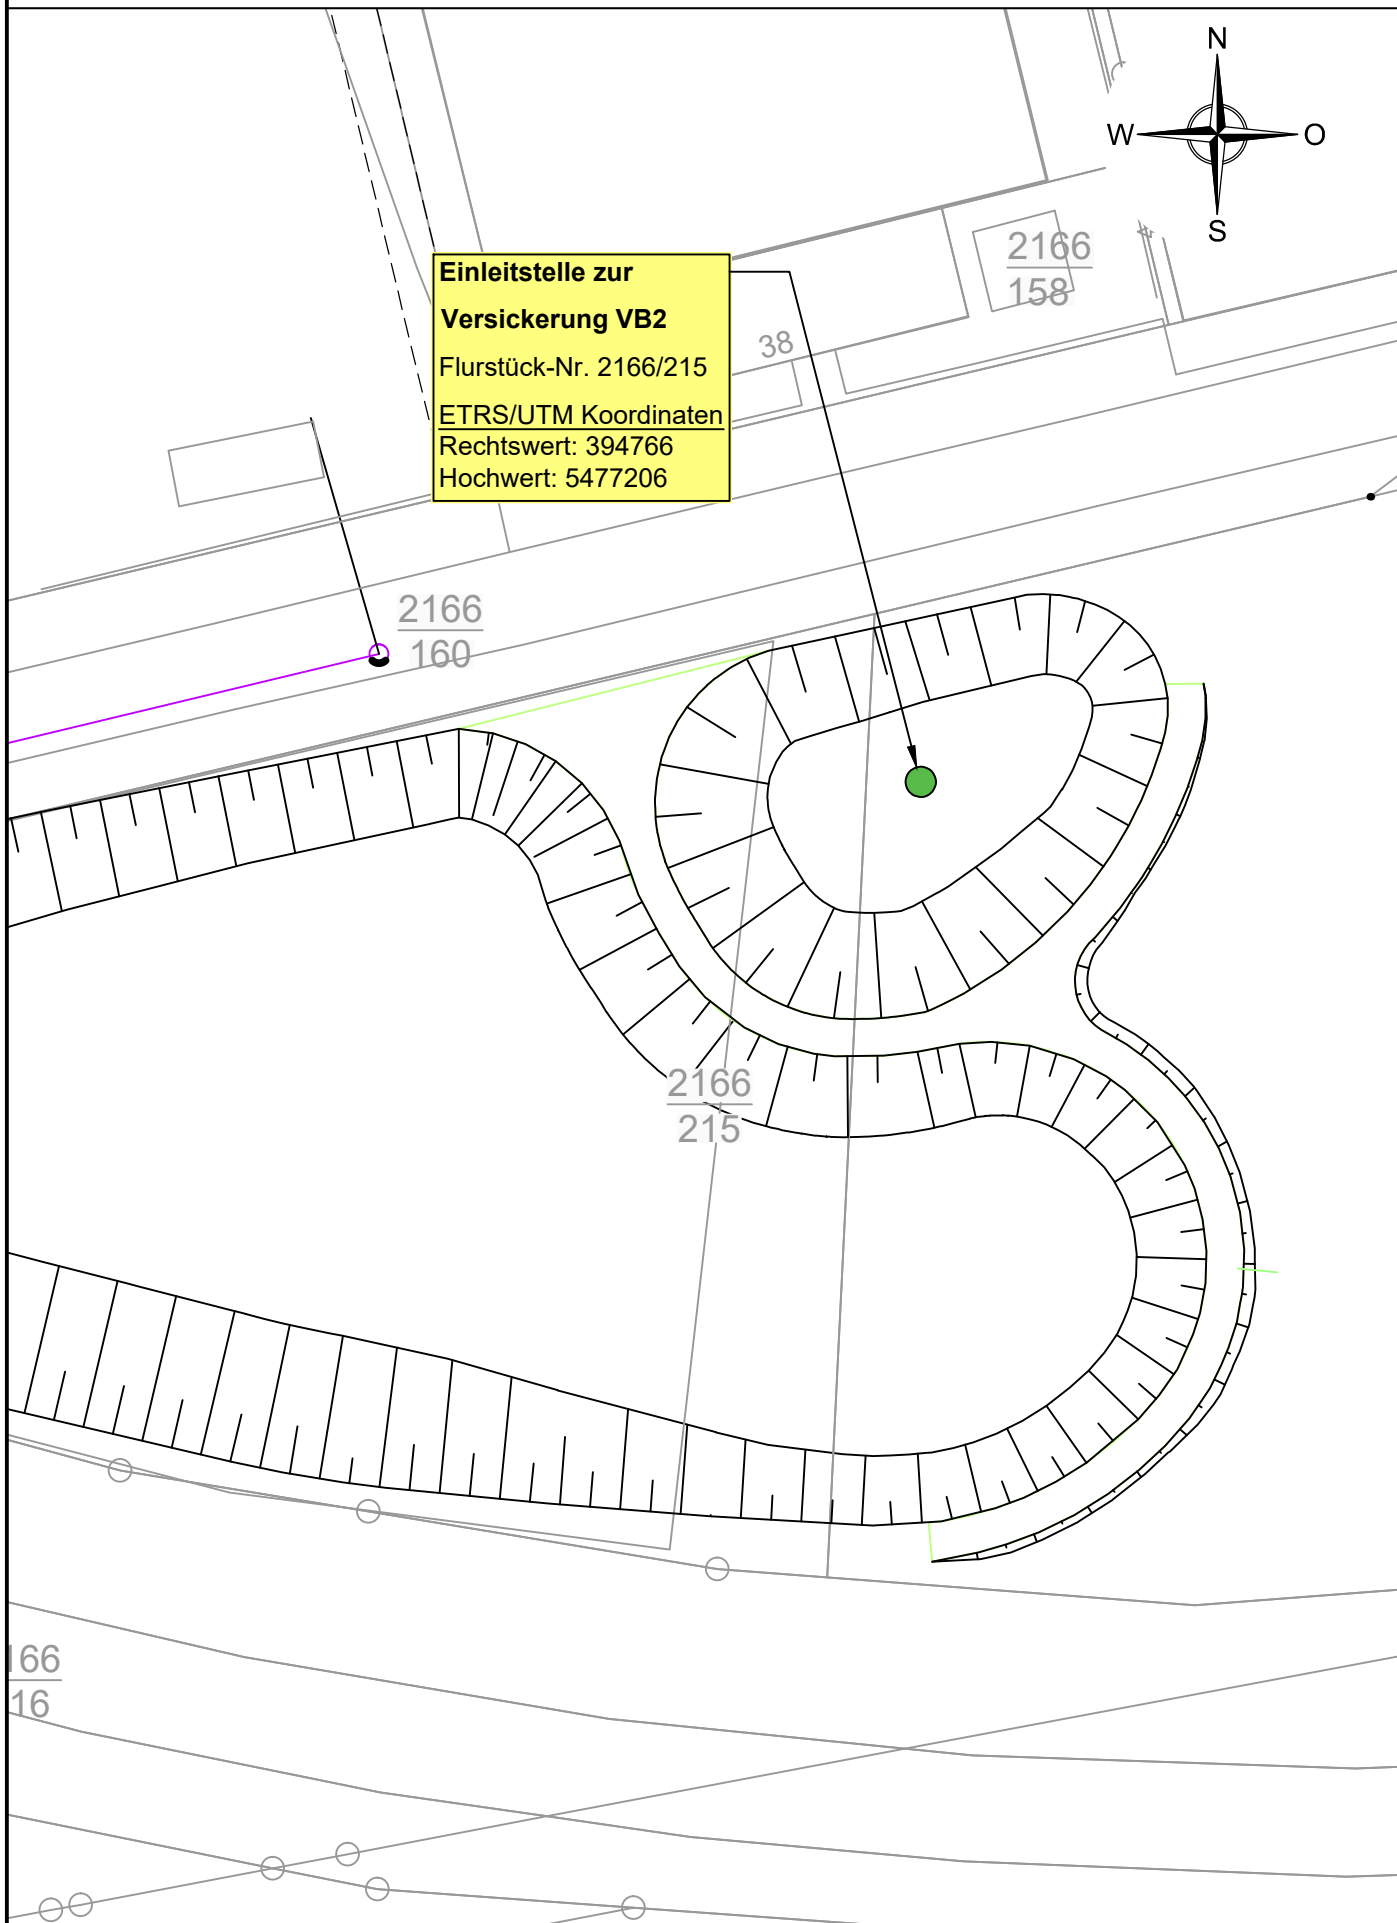 N
W
O
S
2166
158
Einleitstelle zur
Versickerung VB2
Flurstück-Nr. 2166/215
ETRS/UTM Koordinaten
Rechtswert: 394766
Hochwert: 5477206
38
2166
160
2166
215
166
16